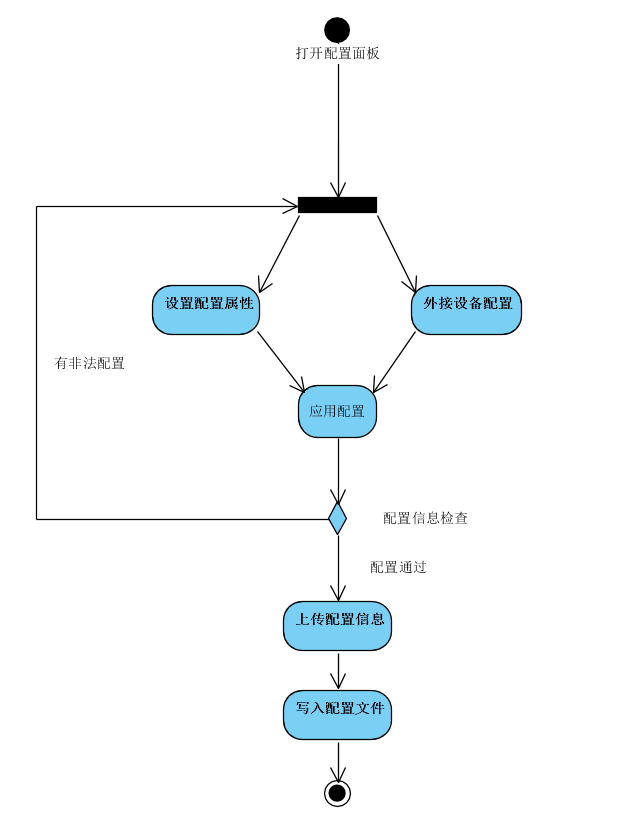 打开配置面板
设置配置属性
外接设备配置
有非法配置
应用配置
配置信息检查
配置通过
上传配置信息
写入配置文件